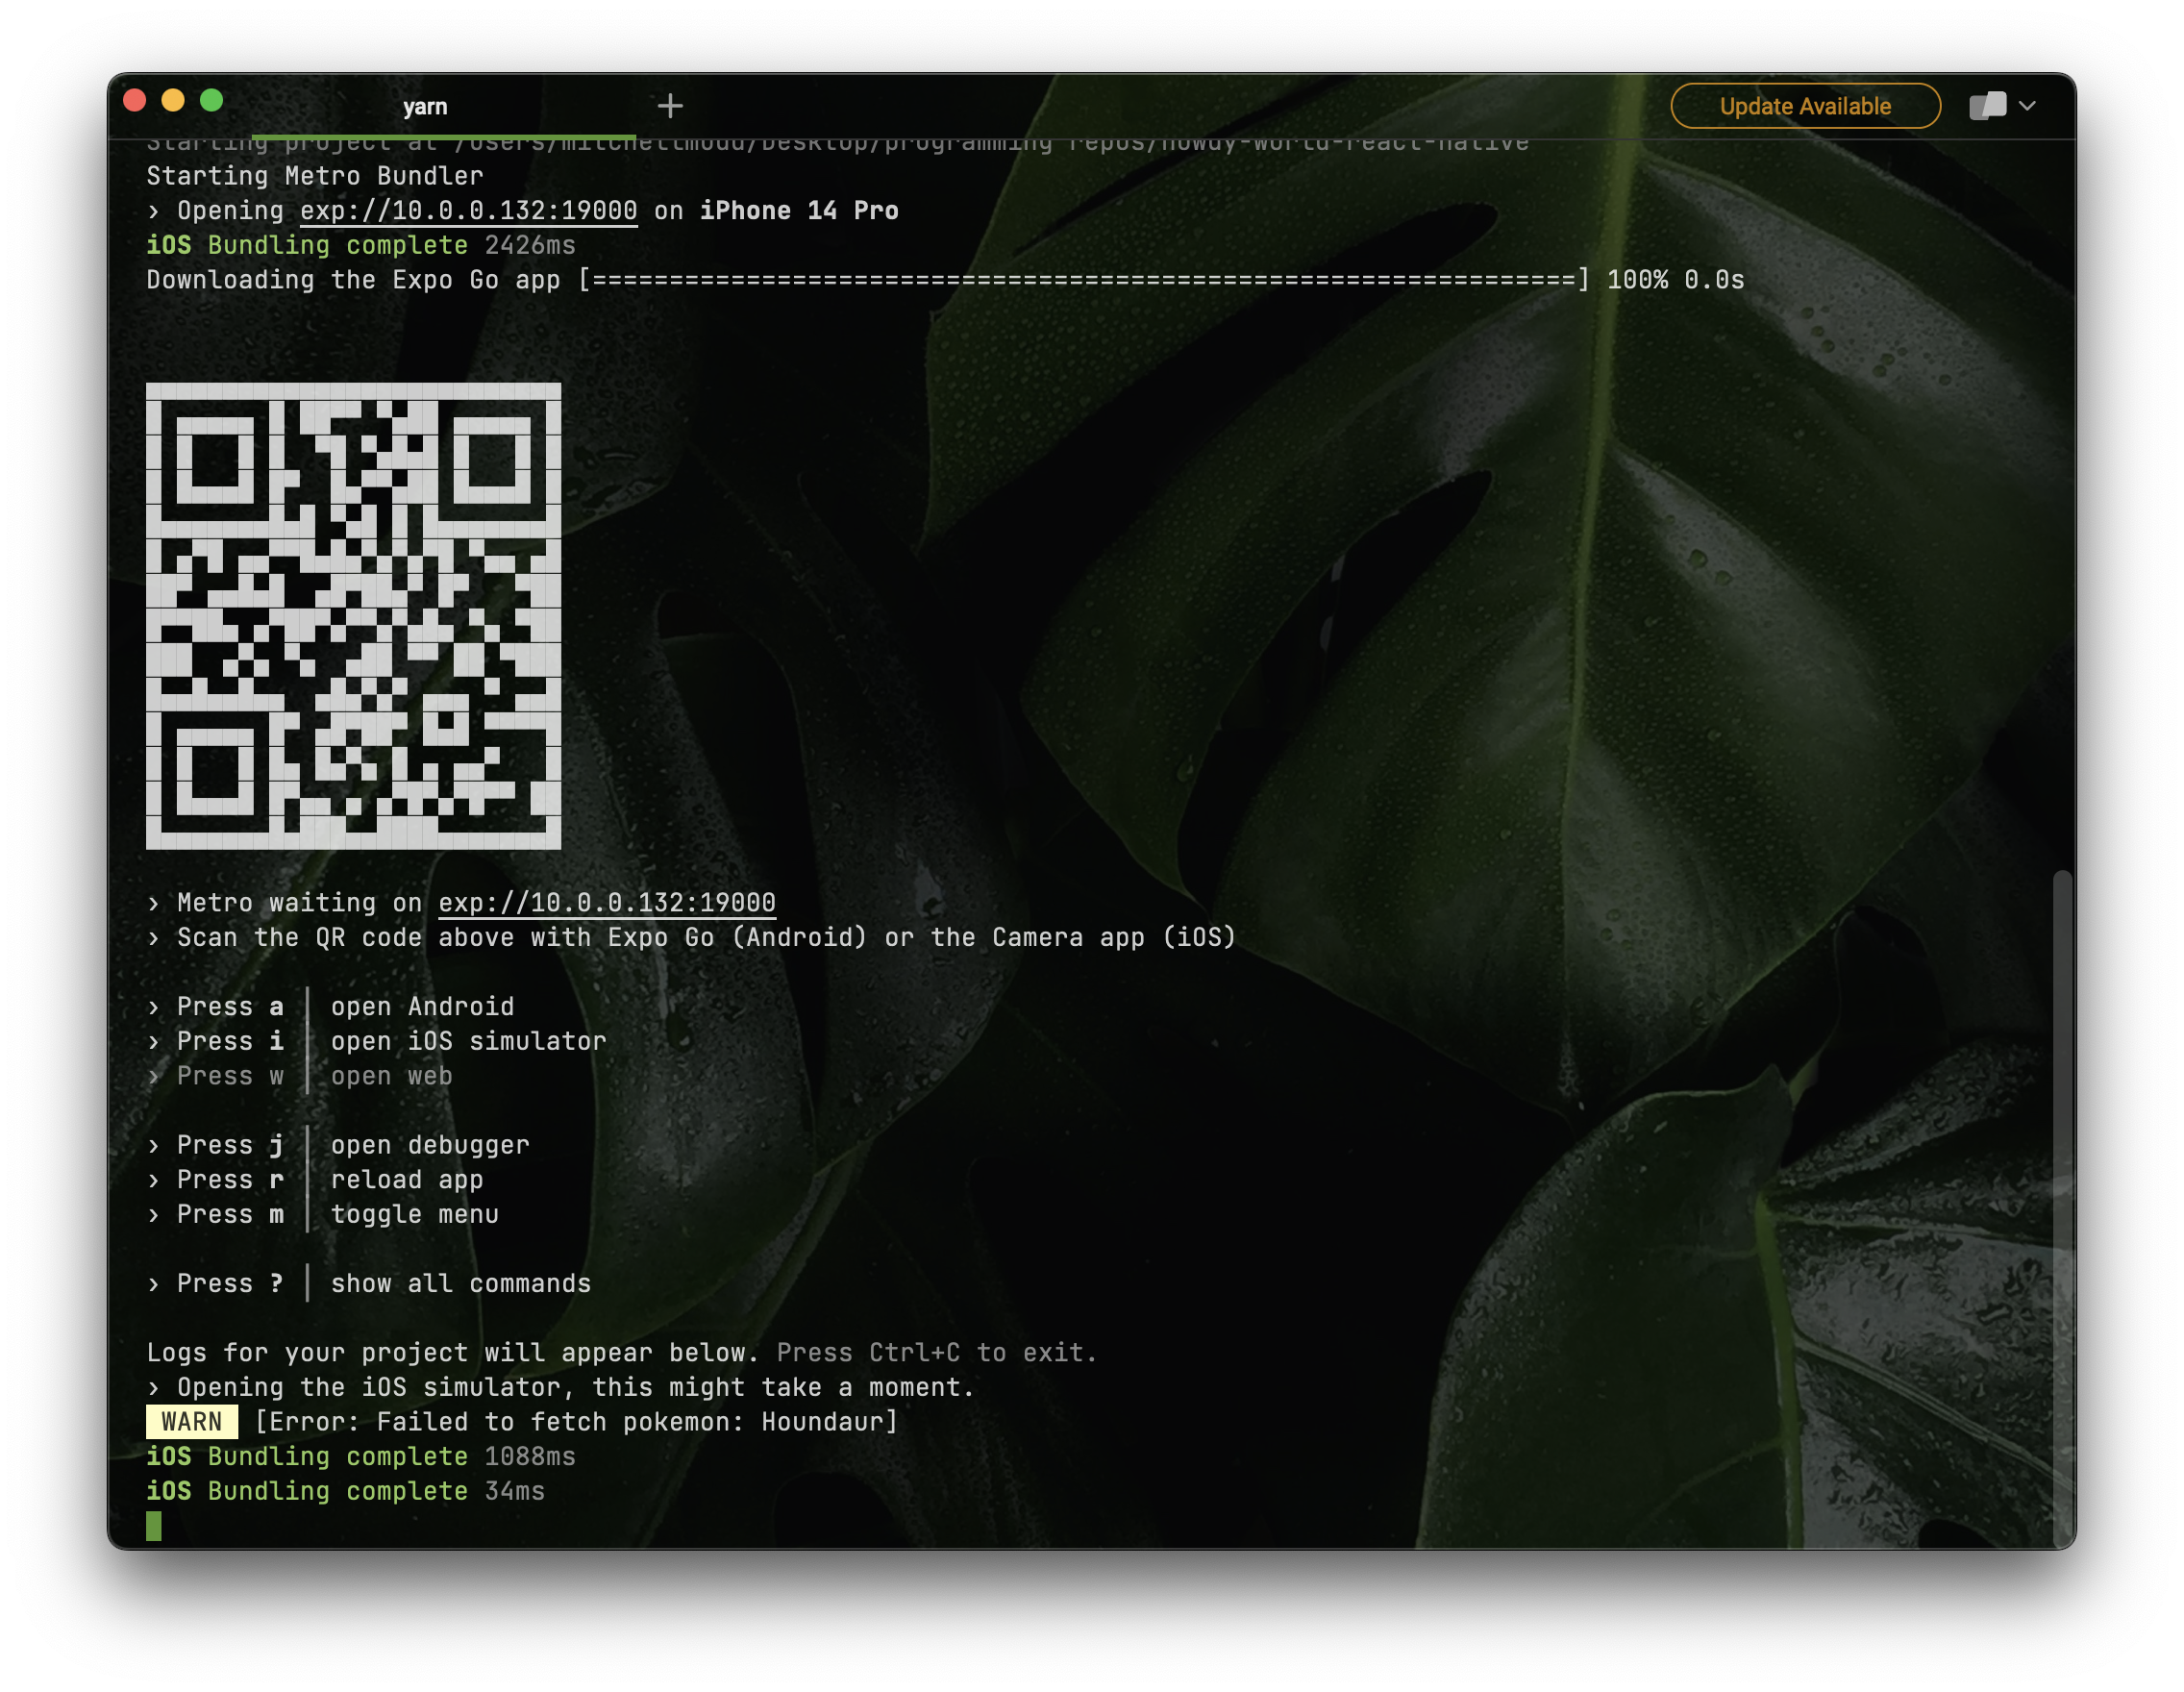 yarn
Update Available
Starting project at /Users/mitchellmudd/Desktop/programming repos/howdy-world-react-native
Starting Metro Bundler
› Opening exp://10.0.0.132:19000 on iPhone 14 Pro
iOS Bundling complete 2426ms
Downloading the Expo Go app [================================================================] 100% 0.0s
› Metro waiting on exp://10.0.0.132:19000
› Scan the QR code above with Expo Go (Android) or the Camera app (iOS)
› Press a │ open Android
› Press i │ open iOS simulator
› Press w │ open web
› Press j │ open debugger
› Press r │ reload app
› Press m │ toggle menu
› Press ? │ show all commands
Logs for your project will appear below. Press Ctrl+C to exit.
› Opening the iOS simulator, this might take a moment.
WARN [Error: Failed to fetch pokemon: Houndaur]
iOS Bundling complete 1088ms
iOS Bundling complete 34ms